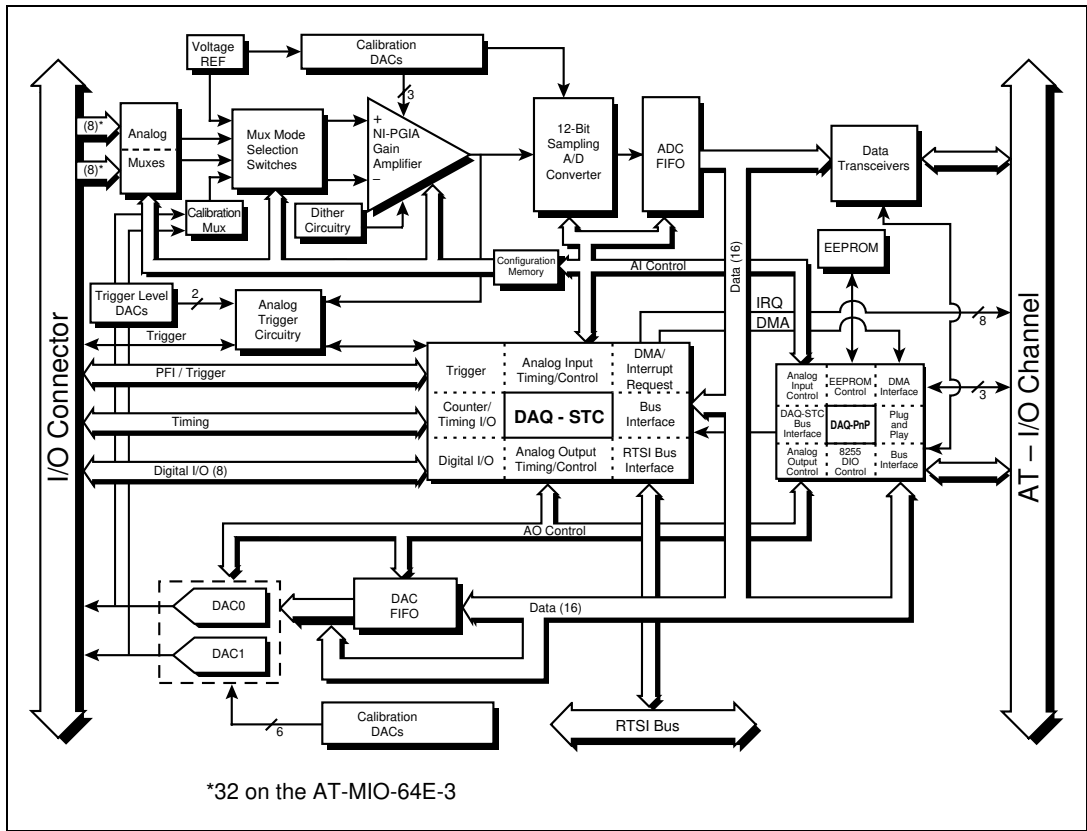 Voltage
REF
Calibration
DACs
3
(8)*
(8)*
Analog
Muxes
Mux Mode
Selection
Switches
+
NI-PGIA
Gain
Amplifier
–
12-Bit
Sampling
A/D
Converter
ADC
FIFO
Data
Transceivers
Calibration
Mux
Dither
Circuitry
Configuration
Memory
AI Control
Data (16)
EEPROM
Trigger Level
DACs
2
Analog
Trigger
Circuitry
Trigger
IRQ
DMA
8
PFI / Trigger
Timing
Digital I/O (8)
Trigger
Analog Input
Timing/Control
DMA/
Interrupt
Request
Counter/
Timing I/O
DAQ - STC
Bus
Interface
Digital I/O
Analog Output
Timing/Control
RTSI Bus
Interface
Analog
Input
Control
EEPROM
Control
DMA
Interface
DAQ-STC
Bus
Interface
DAQ-PnP
Plug
and
Play
Analog
Output
Control
8255
DIO
Control
Bus
Interface
3
I/O Connector
AT – I/O Channel
AO Control
DAC0
DAC1
DAC
FIFO
Data (16)
6
Calibration
DACs
RTSI Bus
*32 on the AT-MIO-64E-3